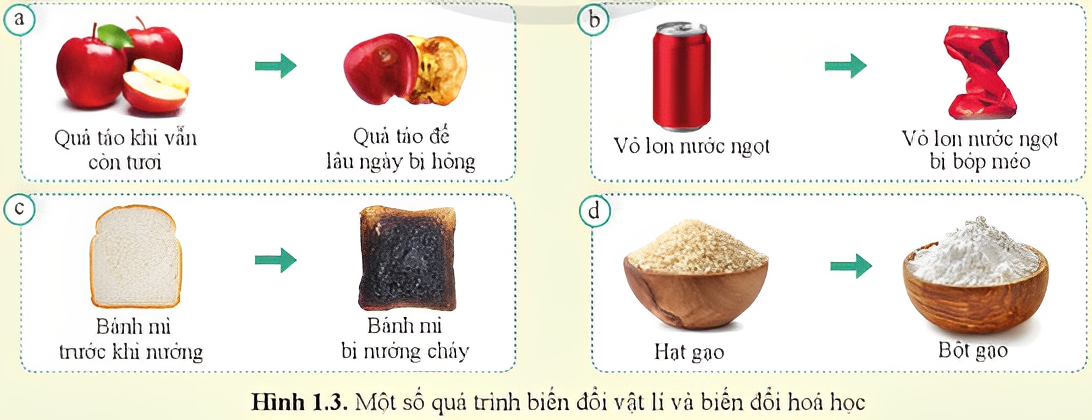 a
Quả táo khi vẫn
còn tươi
Quả táo để
lâu ngày bị hỏng
b
Vỏ lon nước ngọt
Vỏ lon nước ngọt
bị bóp méo
c
Bánh mì
trước khi nướng
Bánh mì
bị nướng cháy
d
Hạt gạo
Bột gạo
Hình 1.3. Một số quá trình biến đổi vật lí và biến đổi hoá học